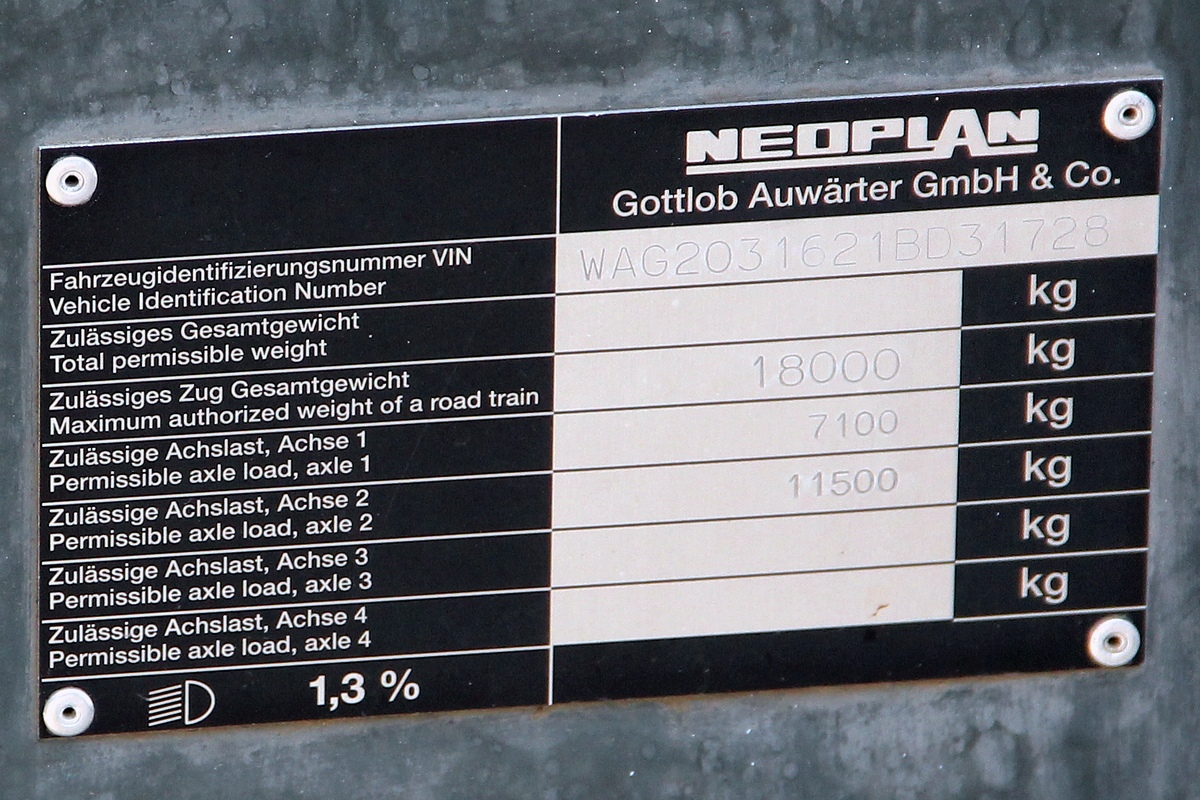 NEOPLAN
Gottlob Auwärter GmbH & Co.
Fahrzeugidentifizierungsnummer VIN
Vehicle Identification Number
WAG2031621BD31728
Zulässiges Gesamtgewicht
Total permissible weight
kg
Zulässiges Zug Gesamtgewicht
Maximum authorized weight of a road train
18000 kg
Zulässige Achslast, Achse 1
Permissible axle load, axle 1
7100 kg
Zulässige Achslast, Achse 2
Permissible axle load, axle 2
11500 kg
Zulässige Achslast, Achse 3
Permissible axle load, axle 3
kg
Zulässige Achslast, Achse 4
Permissible axle load, axle 4
kg
1,3 %